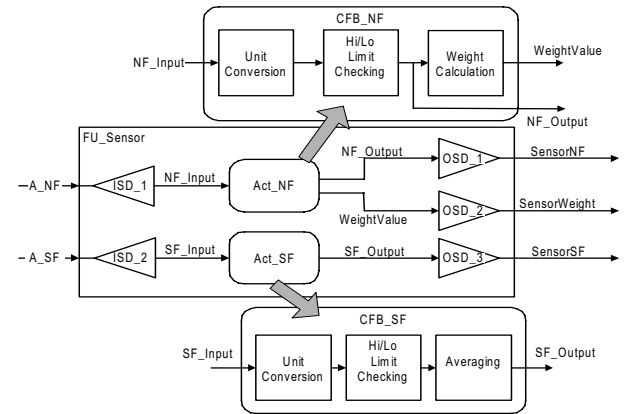 CFB_NF
NF_Input
Unit
Conversion
Hi/Lo
Limit
Checking
Weight
Calculation
WeightValue
NF_Output
FU_Sensor
A_NF
ISD_1
NF_Input
Act_NF
NF_Output
WeightValue
OSD_1
SensorNF
OSD_2
SensorWeight
A_SF
ISD_2
SF_Input
Act_SF
SF_Output
OSD_3
SensorSF
CFB_SF
SF_Input
Unit
Conversion
Hi/Lo
Limit
Checking
Averaging
SF_Output